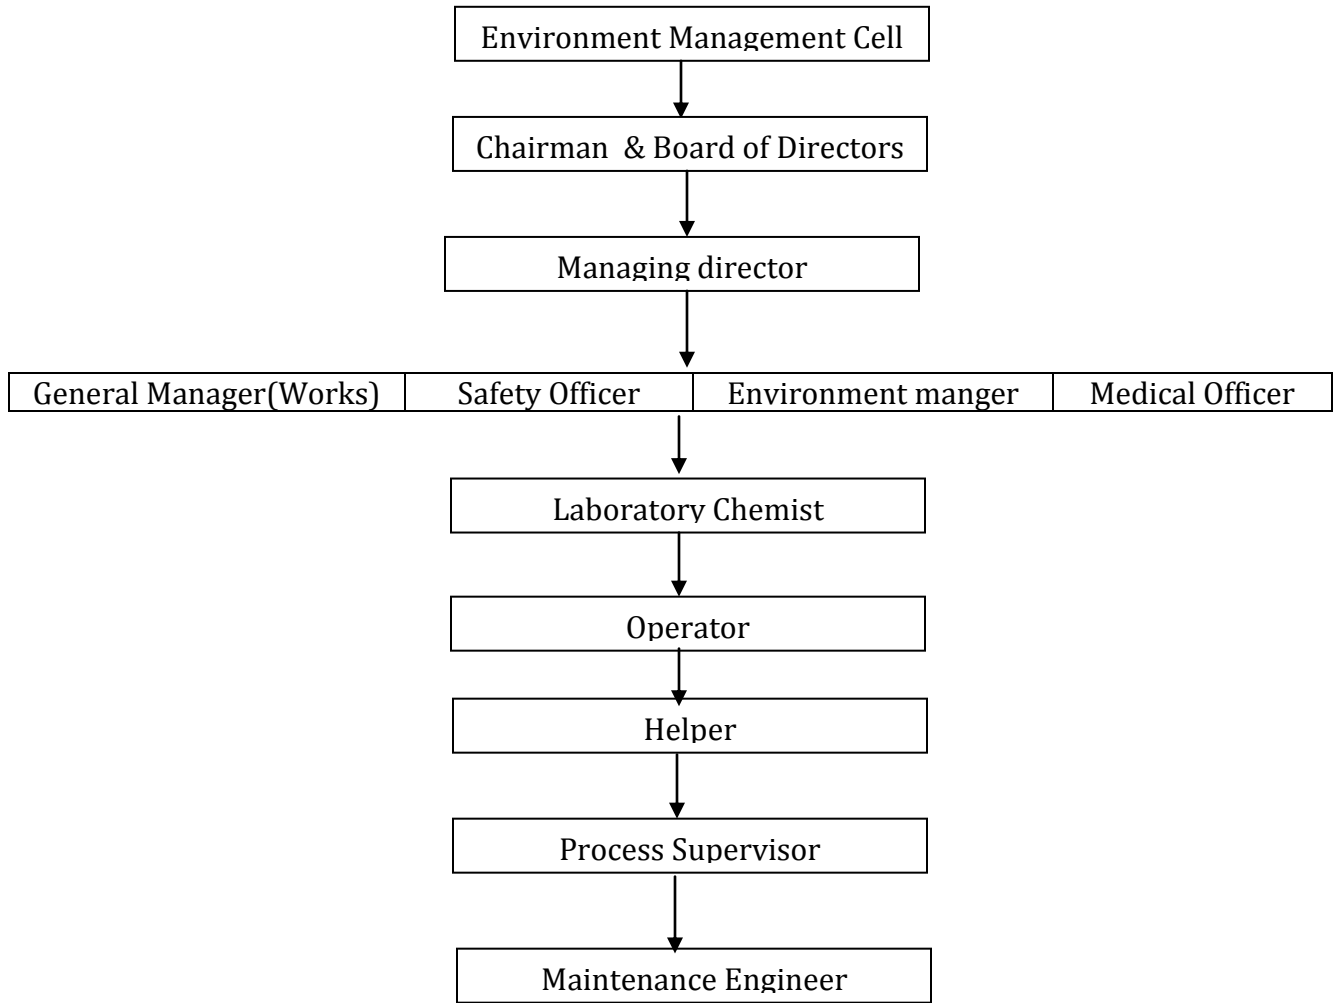 Environment Management Cell
Chairman & Board of Directors
Managing director
General Manager(Works) Safety Officer Environment manger Medical Officer
Laboratory Chemist
Operator
Helper
Process Supervisor
Maintenance Engineer